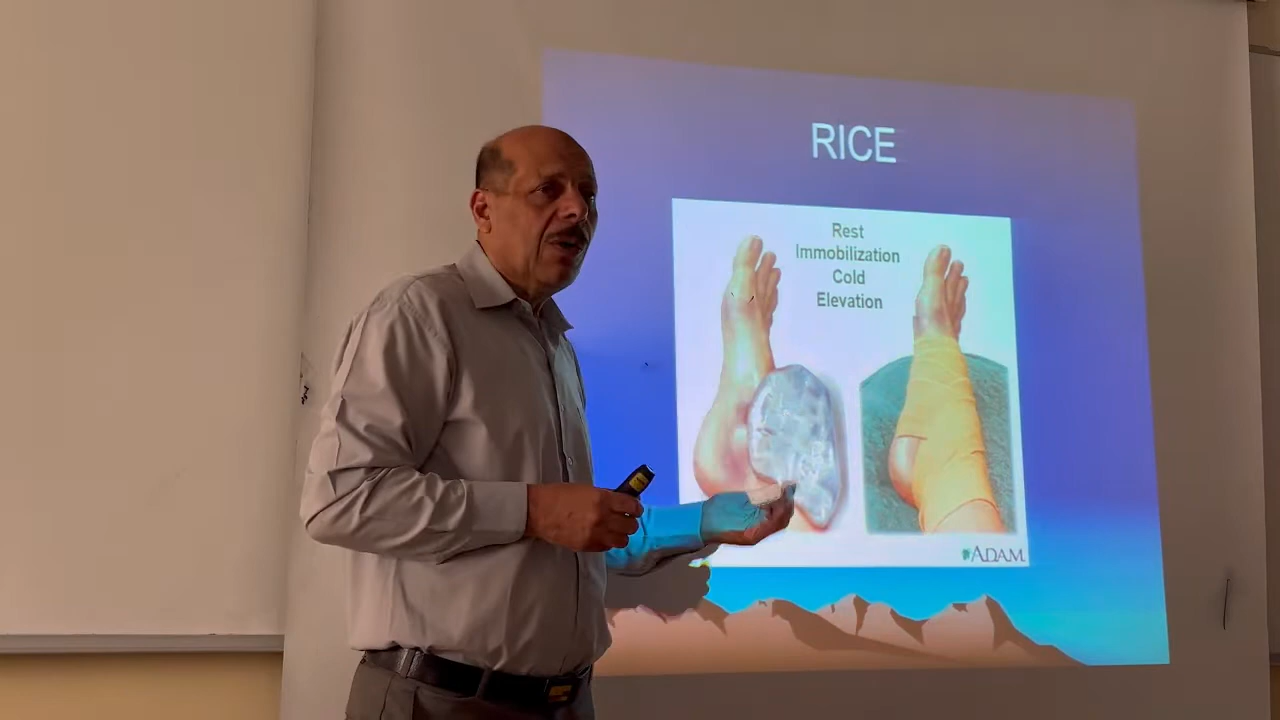 RICE
Rest
Immobilization
Cold
Elevation
ADAM.